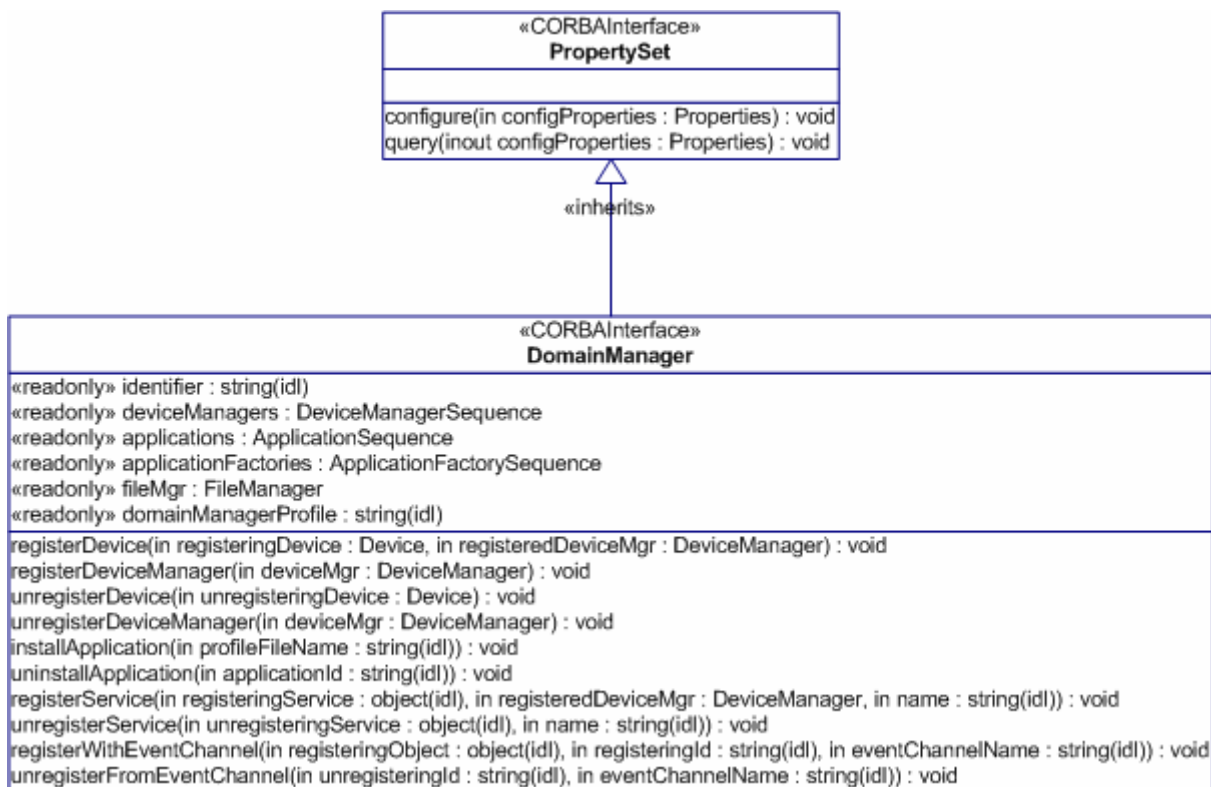 «CORBAInterface»
PropertySet
configure(in configProperties : Properties) : void
query(inout configProperties : Properties) : void
«inherits»
«CORBAInterface»
DomainManager
«readonly» identifier : string(idl)
«readonly» deviceManagers : DeviceManagerSequence
«readonly» applications : ApplicationSequence
«readonly» applicationFactories : ApplicationFactorySequence
«readonly» fileMgr : FileManager
«readonly» domainManagerProfile : string(idl)
registerDevice(in registeringDevice : Device, in registeredDeviceMgr : DeviceManager) : void
registerDeviceManager(in deviceMgr : DeviceManager) : void
unregisterDevice(in unregisteringDevice : Device) : void
unregisterDeviceManager(in deviceMgr : DeviceManager) : void
installApplication(in profileFileName : string(idl)) : void
uninstallApplication(in applicationId : string(idl)) : void
registerService(in registeringService : object(idl), in registeredDeviceMgr : DeviceManager, in name : string(idl)) : void
unregisterService(in unregisteringService : object(idl), in name : string(idl)) : void
registerWithEventChannel(in registeringObject : object(idl), in registeringId : string(idl), in eventChannelName : string(idl)) : void
unregisterFromEventChannel(in unregisteringId : string(idl), in eventChannelName : string(idl)) : void